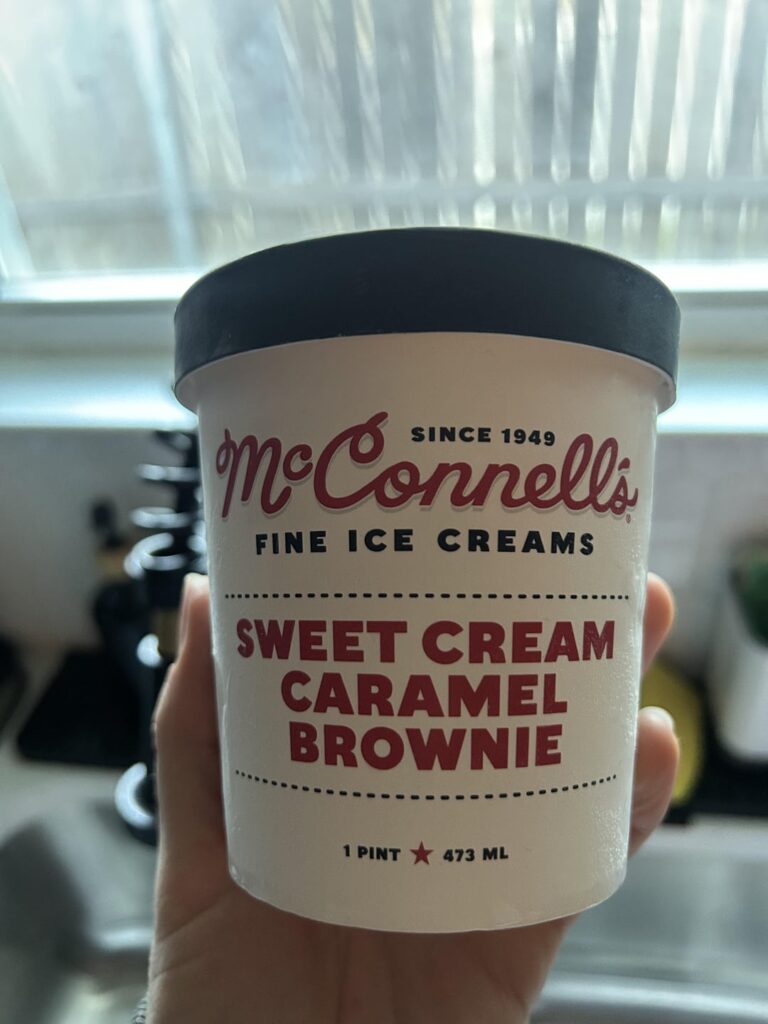 SINCE 1949
McConnell's®
FINE ICE CREAMS
SWEET CREAM
CARAMEL
BROWNIE
1 PINT ★ 473 ML